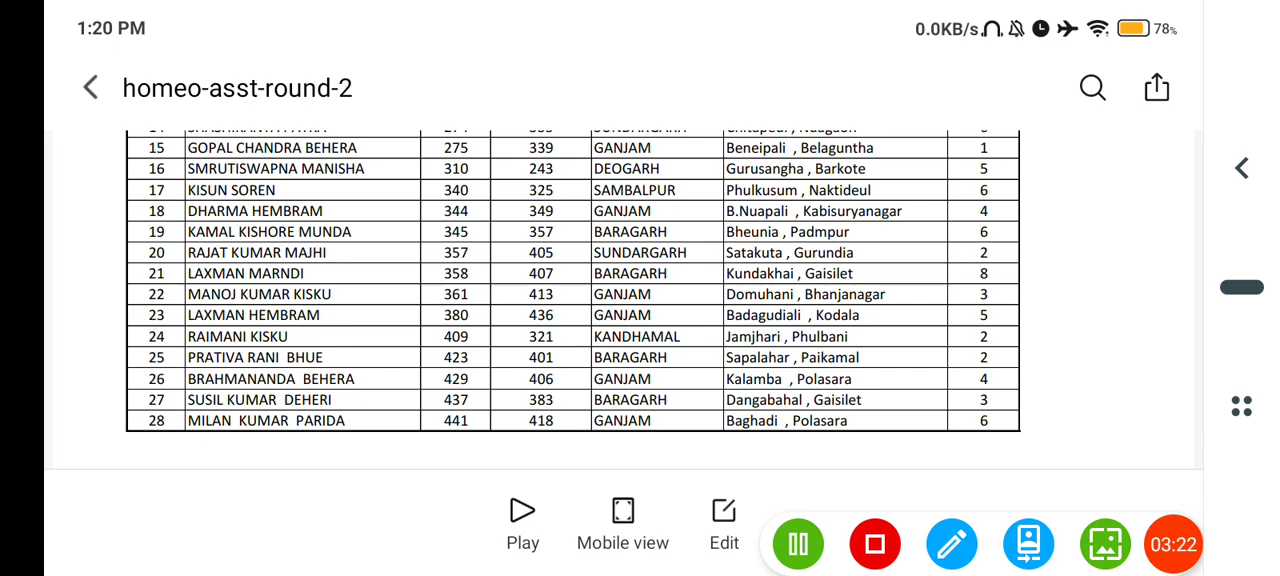 1:20 PM 0.0KB/s 78%
homeo-asst-round-2
15 GOPAL CHANDRA BEHERA 275 339 GANJAM Beneipali , Belaguntha 1
16 SMRUTISWAPNA MANISHA 310 243 DEOGARH Gurusangha , Barkote 5
17 KISUN SOREN 340 325 SAMBALPUR Phulkusum , Naktideul 6
18 DHARMA HEMBRAM 344 349 GANJAM B.Nuapali , Kabisuryanagar 4
19 KAMAL KISHORE MUNDA 345 357 BARAGARH Bheunia , Padmpur 6
20 RAJAT KUMAR MAJHI 357 405 SUNDARGARH Satakuta , Gurundia 2
21 LAXMAN MARNDI 358 407 BARAGARH Kundakhai , Gaisilet 8
22 MANOJ KUMAR KISKU 361 413 GANJAM Domuhani , Bhanjanagar 3
23 LAXMAN HEMBRAM 380 436 GANJAM Badagudiali , Kodala 5
24 RAIMANI KISKU 409 321 KANDHAMAL Jamjhari , Phulbani 2
25 PRATIVA RANI BHUE 423 401 BARAGARH Sapalahar , Paikamal 2
26 BRAHMANANDA BEHERA 429 406 GANJAM Kalamba , Polasara 4
27 SUSIL KUMAR DEHERI 437 383 BARAGARH Dangabahal , Gaisilet 3
28 MILAN KUMAR PARIDA 441 418 GANJAM Baghadi , Polasara 6
Play Mobile view Edit 03:22